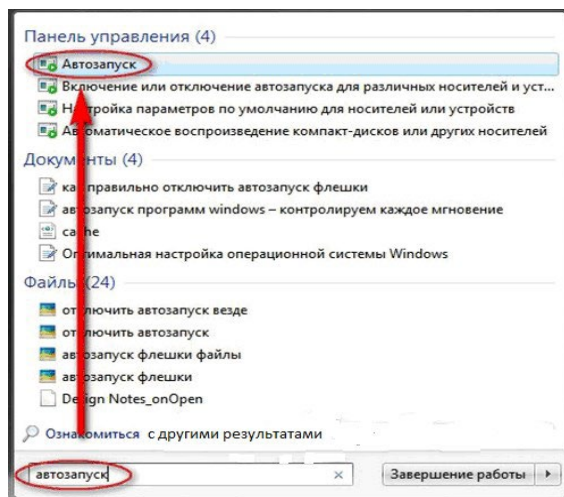 Панель управления (4)
Автозапуск
Включение или отключение автозапуска для различных носителей и уст...
Настройка параметров по умолчанию для носителей или устройств
Автоматическое воспроизведение компакт-дисков или других носителей
Документы (4)
как правильно отключить автозапуск флешки
автозапуск программ windows – контролируем каждое мгновение
cache
Оптимальная настройка операционной системы Windows
Файлы (24)
отключить автозапуск везде
отключить автозапуск
автозапуск флешки файлы
автозапуск флешки
Design Notes_onOpen
Ознакомиться с другими результатами
автозапуск
Завершение работы